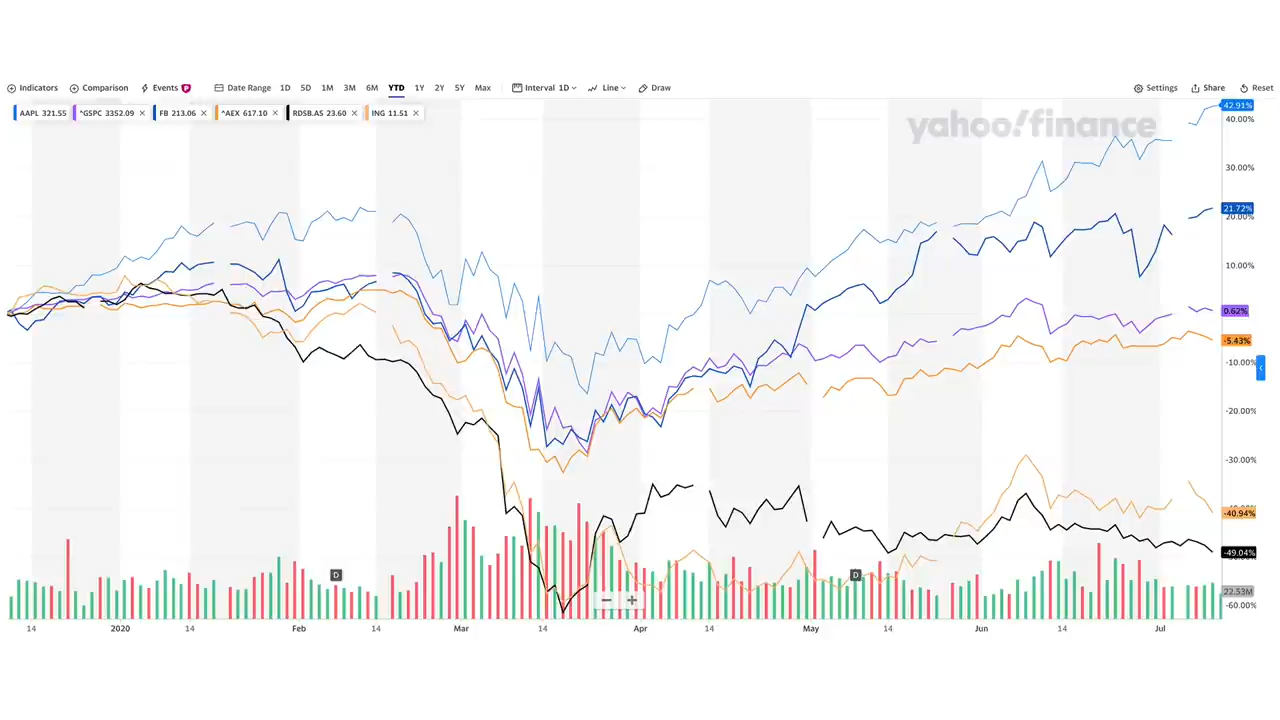 Indicators Comparison Events P Date Range 1D 5D 1M 3M 6M YTD 1Y 2Y 5Y Max Interval 1D Line Draw Settings Share Reset
AAPL 321.55 ^GSPC 3352.09 ✕ FB 213.06 ✕ ^AEX 617.10 ✕ RDSB.AS 23.60 ✕ ING 11.51 ✕
yahoo!finance
42.91%
40.00%
30.00%
21.72%
20.00%
10.00%
0.62%
-5.43%
-10.00%
-20.00%
-30.00%
-40.94%
-49.04%
D D
22.53M
-60.00%
14 2020 14 Feb 14 Mar 14 Apr 14 May 14 Jun 14 Jul